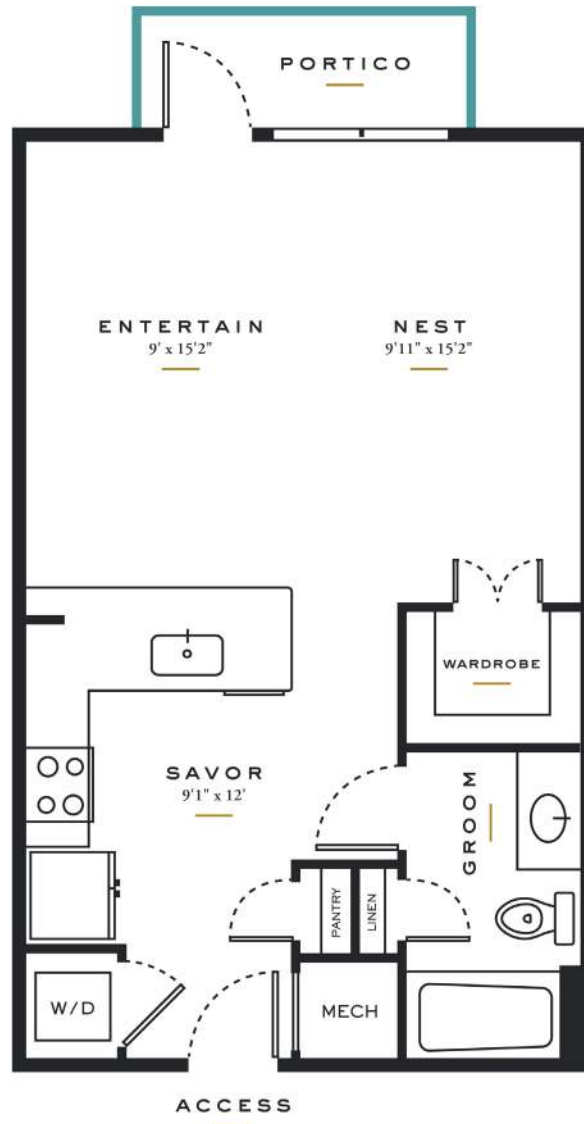 PORTICO
ENTERTAIN
9' x 15'2"
NEST
9'11" x 15'2"
WARDROBE
SAVOR
9'1" x 12'
GROOM
PANTRY
LINEN
W/D
MECH
ACCESS